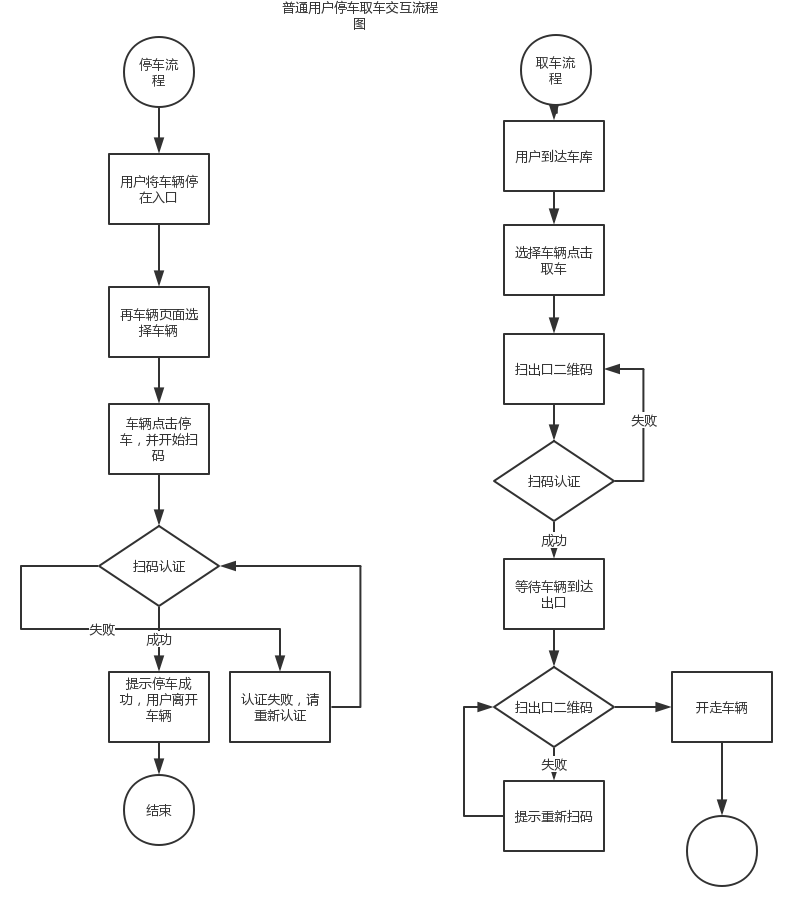 普通用户停车取车交互流程
图
停车流
程
用户将车辆停
在入口
再车辆页面选
择车辆
车辆点击停
车，并开始扫
码
扫码认证
失败
成功
提示停车成
功，用户离开
车辆
认证失败，请
重新认证
结束
取车流
程
用户到达车库
选择车辆点击
取车
扫出口二维码
失败
扫码认证
成功
等待车辆到达
出口
扫出口二维码
开走车辆
失败
提示重新扫码